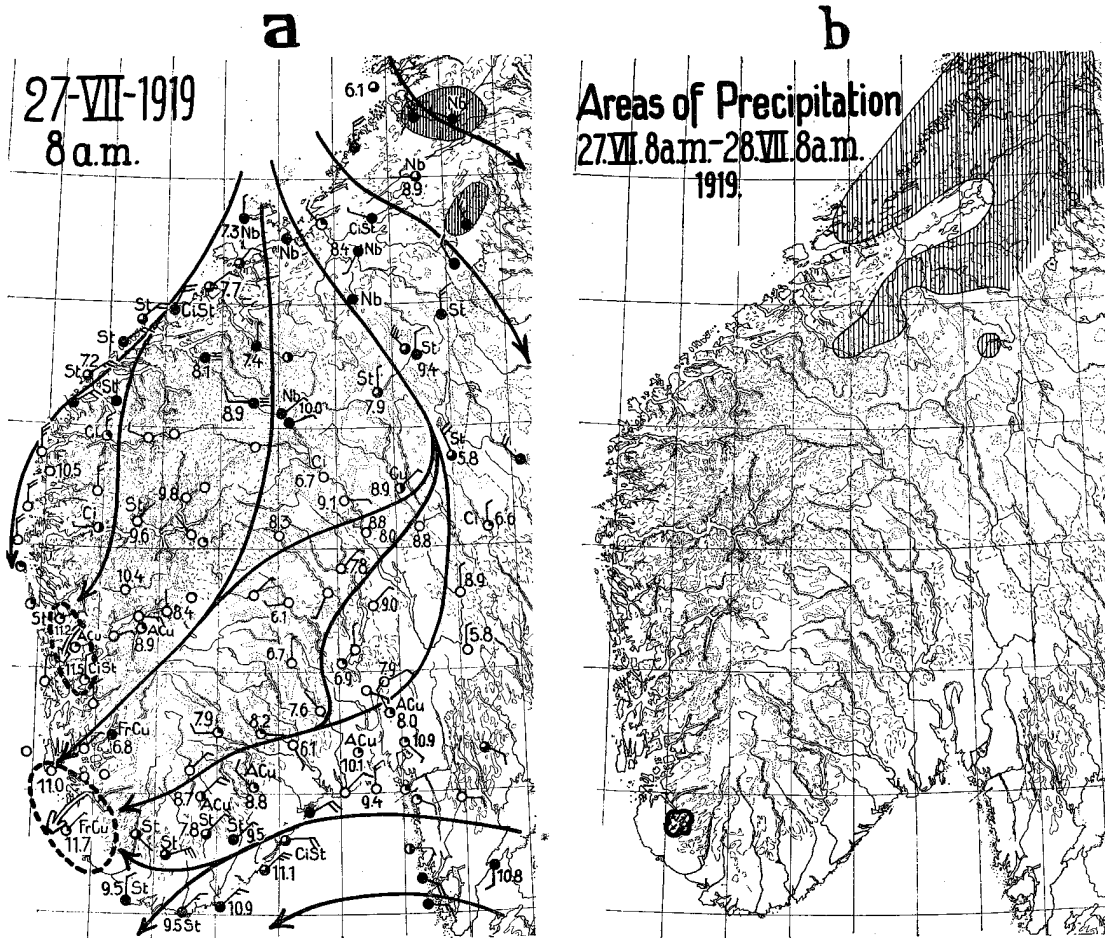 a
27-VII-1919
8 a.m.
6.1
N6
Nb
8.9
7.3 Nb
CiSt
Nb
8.4 Nb
7.7
St
CiSt
Nb
St
St
7.2
St
St
8.1
7.4
St
9.4
St
7.9
8.9
Nb
10.0
Ci
St
5.8
10.5
Ci
6.7
Cu
8.9
9.8
9.1
Ci
St
9.6
8.3
8.8
8.0
8.8
Ci 6.6
7.8
10.4
8.9
8.4
6.1
9.0
St
11.2
ACu
8.9
ACu
11.5
CiSt
5.8
6.7
6.9
7.9
7.6
ACu
8.0
FrCu
6.8
7.9
8.2
6.1
ACu
10.1
10.9
11.0
8.7
ACu
ACu
8.8
9.4
FrCu
11.7
St
St
7.8
St
St
9.5
CiSt
11.1
10.8
9.5 St
9.5 St
10.9
b
Areas of Precipitation
27.VII.8a.m.-28.VII.8a.m.
1919.